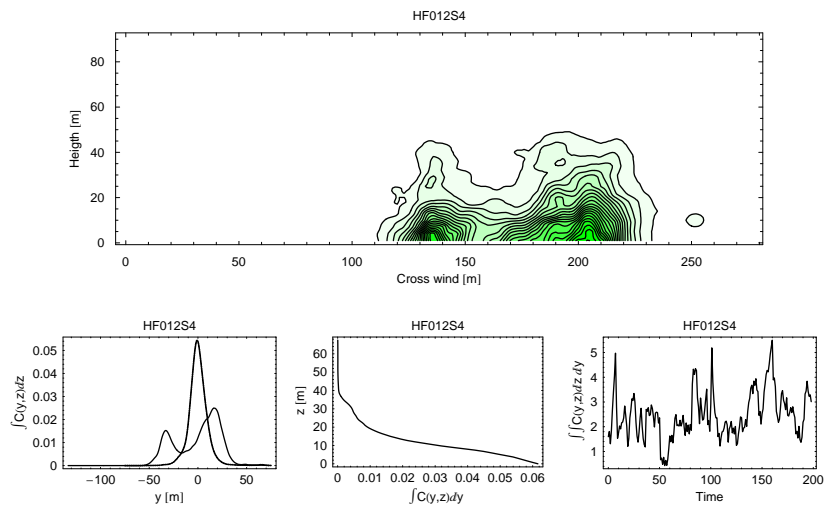 HF012S4
80
60
40
20
0
Heigth [m]
0 50 100 150 200 250
Cross wind [m]
HF012S4
0.05
0.04
0.03
0.02
0.01
0
∫C(y,z)dz
−100 −50 0 50
y [m]
HF012S4
60
50
40
30
20
10
0
z [m]
0 0.01 0.02 0.03 0.04 0.05 0.06
∫C(y,z)dy
HF012S4
5
4
3
2
1
∫∫C(y,z)dz dy
0 50 100 150 200
Time